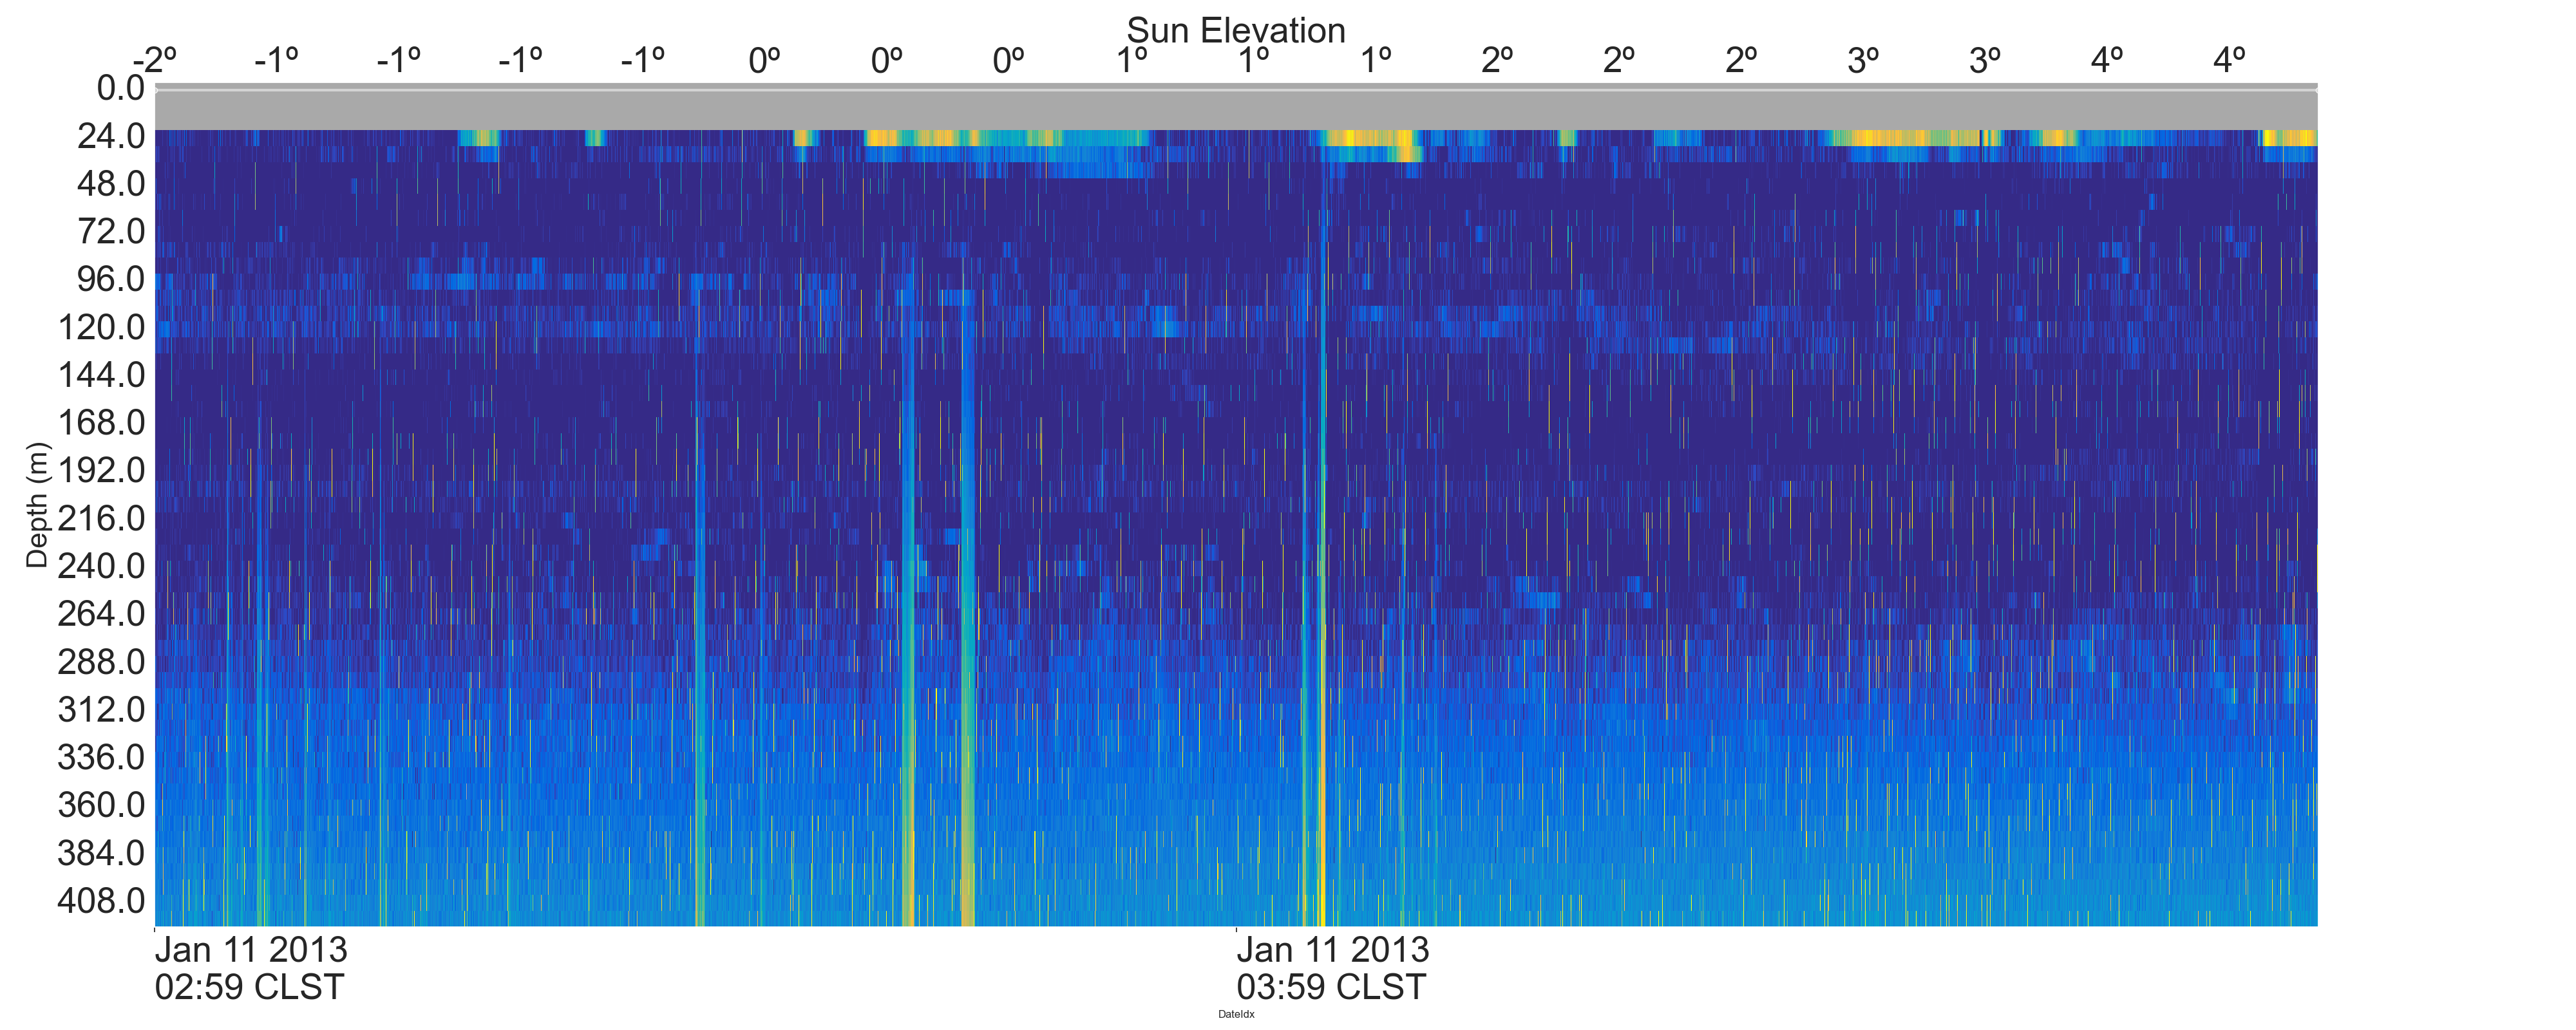 Sun Elevation
-2º -1º -1º -1º -1º 0º 0º 0º 1º 1º 1º 2º 2º 2º 3º 3º 4º 4º
0.0
24.0
48.0
72.0
96.0
120.0
144.0
168.0
192.0
216.0
240.0
264.0
288.0
312.0
336.0
360.0
384.0
408.0
Depth (m)
Jan 11 2013
02:59 CLST
Jan 11 2013
03:59 CLST
DateIdx